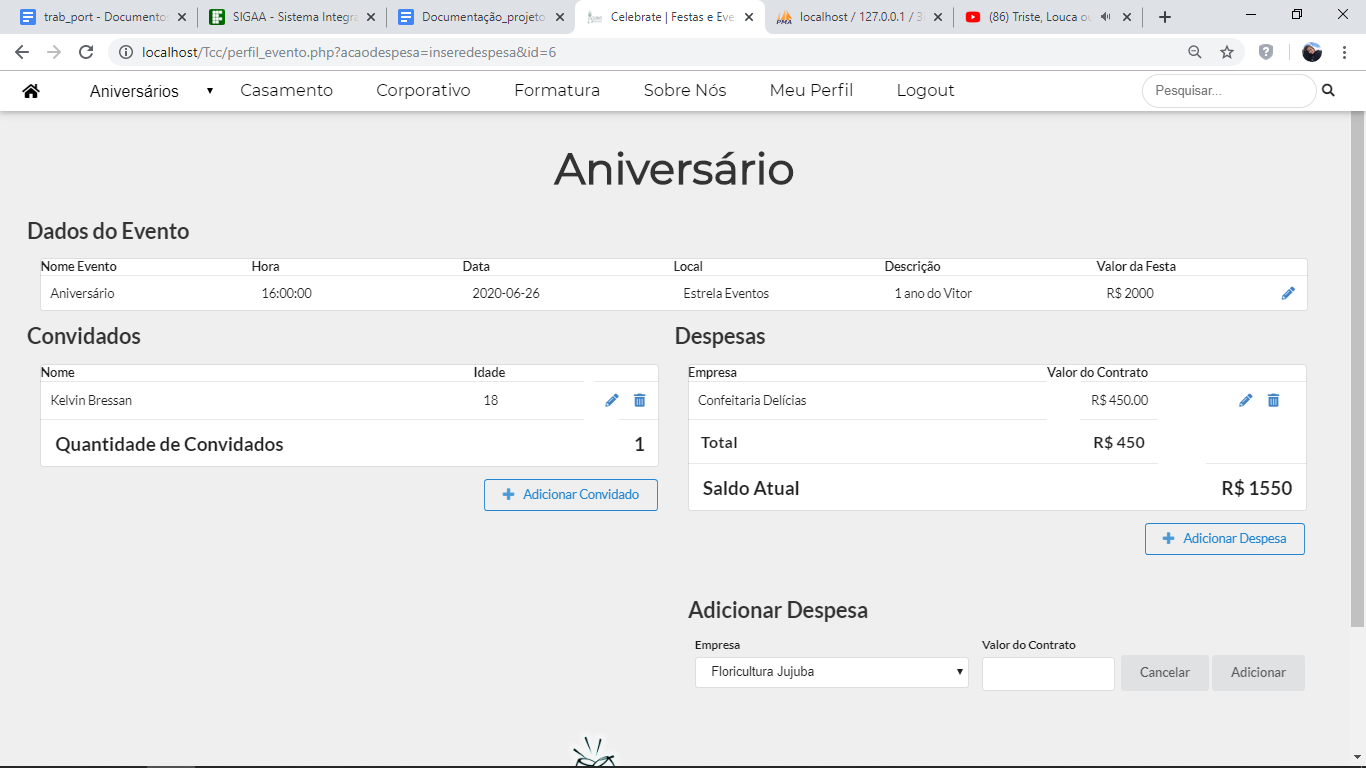 trab_port - Documentos
SIGAA - Sistema Integra
Documentação_projeto
Celebrate | Festas e Eve
localhost / 127.0.0.1 /
(86) Triste, Louca ou
localhost/Tcc/perfil_evento.php?acaodespesa=inseredespesa&id=6
Aniversários Casamento Corporativo Formatura Sobre Nós Meu Perfil Logout Pesquisar...
Aniversário
Dados do Evento
Nome Evento Hora Data Local Descrição Valor da Festa
Aniversário 16:00:00 2020-06-26 Estrela Eventos 1 ano do Vitor R$ 2000
Convidados
Nome Idade
Kelvin Bressan 18
Quantidade de Convidados 1
Adicionar Convidado
Despesas
Empresa Valor do Contrato
Confeitaria Delícias R$ 450.00
Total R$ 450
Saldo Atual R$ 1550
Adicionar Despesa
Adicionar Despesa
Empresa Valor do Contrato
Floricultura Jujuba Cancelar Adicionar